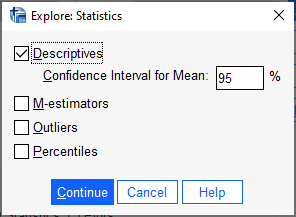 Explore: Statistics
Descriptives
Confidence Interval for Mean: 95 %
M-estimators
Outliers
Percentiles
Continue Cancel Help